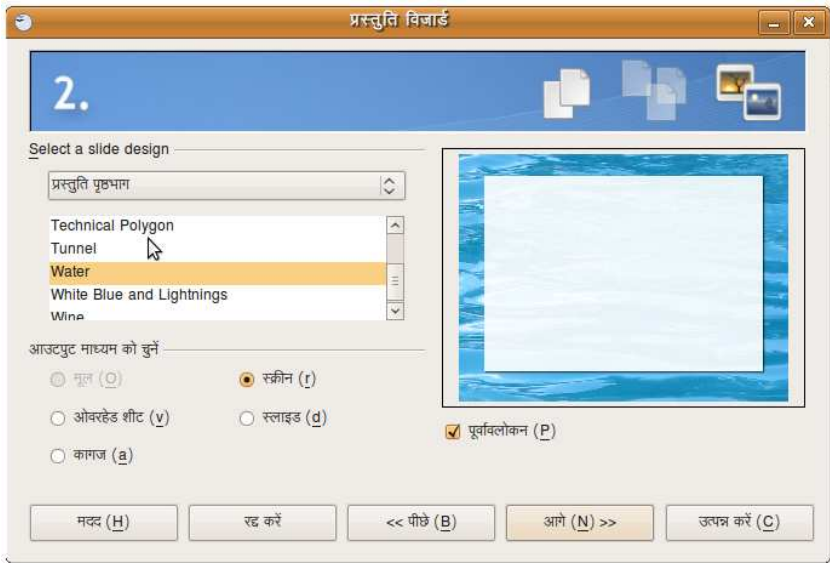 प्रस्तुति विजार्ड
2.
Select a slide design
प्रस्तुति पृष्ठभाग
Technical Polygon
Tunnel
Water
White Blue and Lightnings
Wine
आउटपुट माध्यम को चुनें
मूल (O)
स्क्रीन (r)
ओवरहेड शीट (v)
स्लाइड (d)
पूर्वावलोकन (P)
कागज (a)
मदद (H)
रद्द करें
<< पीछे (B)
आगे (N) >>
उत्पन्न करें (C)